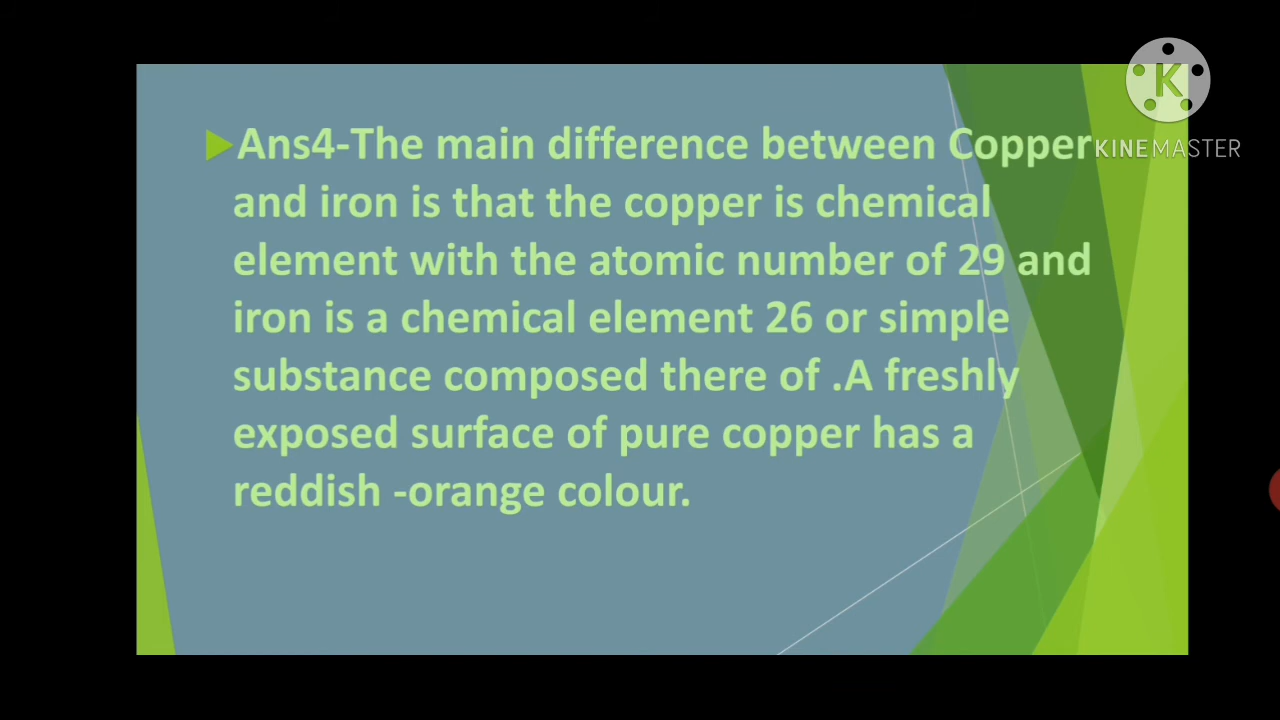 Ans4-The main difference between Copper
and iron is that the copper is chemical
element with the atomic number of 29 and
iron is a chemical element 26 or simple
substance composed there of .A freshly
exposed surface of pure copper has a
reddish -orange colour.
K
KINEMASTER